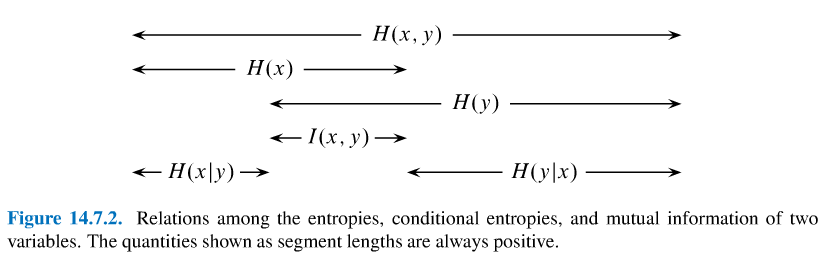 H(x, y)
H(x)
H(y)
I(x, y)
H(x|y) H(y|x)
Figure 14.7.2. Relations among the entropies, conditional entropies, and mutual information of two
variables. The quantities shown as segment lengths are always positive.